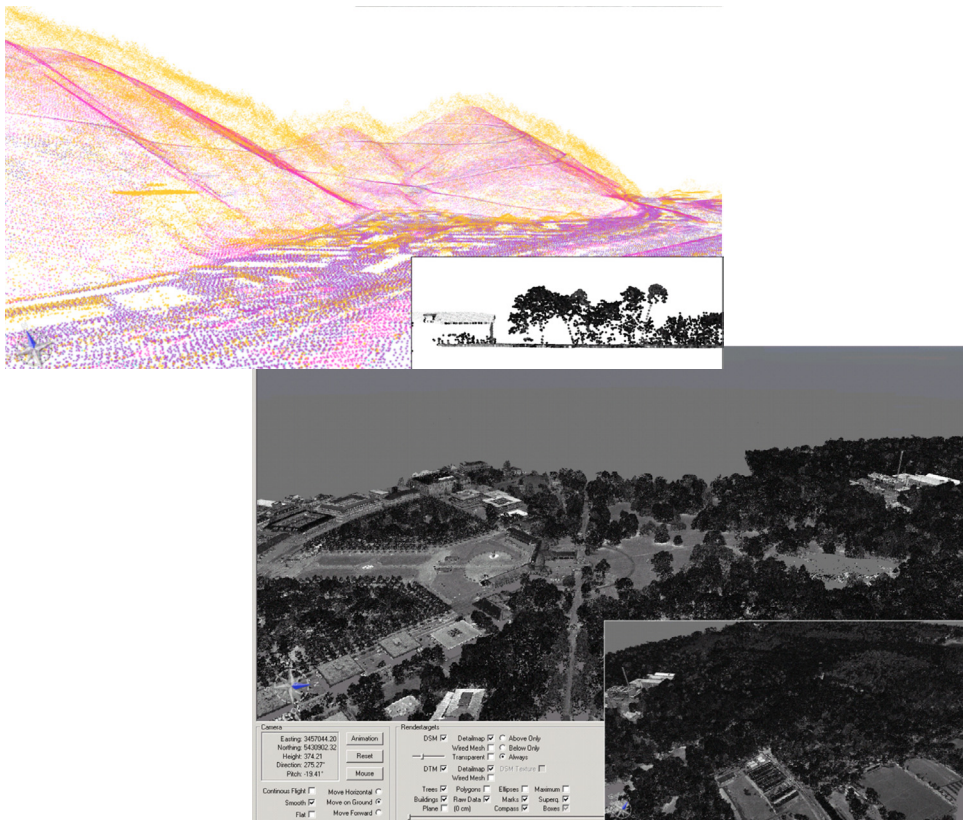 Camera
Easting: 3457044.20
Northing: 5430902.32
Height: 374.21
Direction: 275.27°
Pitch: -19.41°
Animation
Reset
Mouse
Continous Flight
Smooth
Flat
Move Horizontal
Move on Ground
Move Forward
Rendertargets
DSM Detailmap Above Only
Wired Mesh Below Only
Transparent Always
DTM Detailmap DSM Texture
Wired Mesh
Trees Polygons Ellipses Maximum
Buildings Raw Data Marks Superq.
Plane (0 cm) Compass Boxes